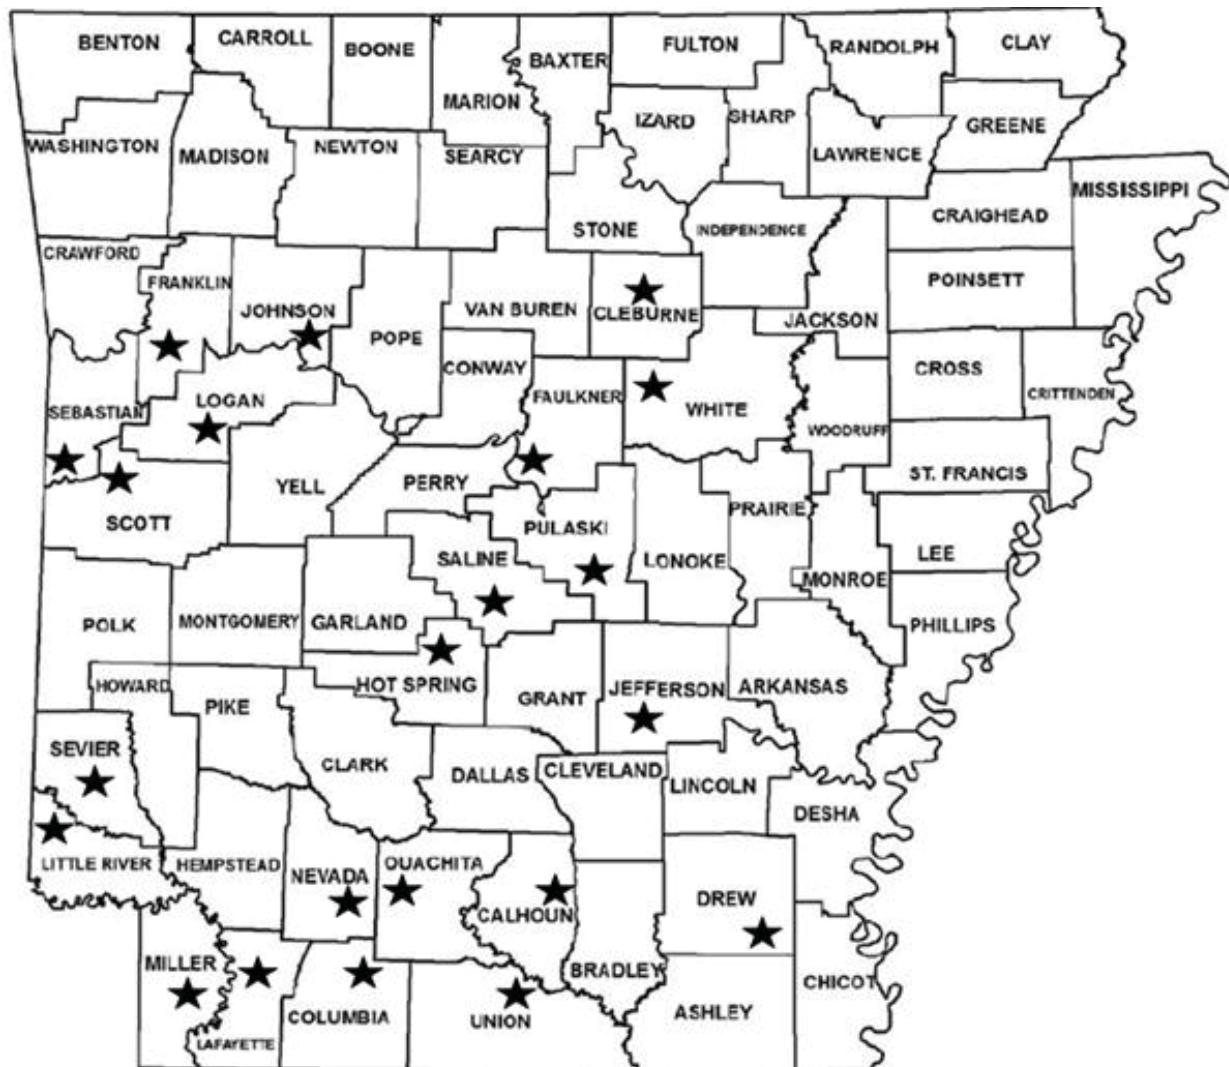 BENTON
CARROLL
BOONE
MARION
BAXTER
FULTON
RANDOLPH
CLAY
IZARD
SHARP
GREENE
LAWRENCE
WASHINGTON
MADISON
NEWTON
SEARCY
MISSISSIPPI
CRAIGHEAD
STONE
INDEPENDENCE
CRAWFORD
FRANKLIN
JOHNSON
POPE
VAN BUREN
CLEBURNE
JACKSON
POINSETT
CONWAY
CROSS
CRITTENDEN
SEBASTIAN
LOGAN
FAULKNER
WHITE
WOODRUFF
ST. FRANCIS
YELL
PERRY
SCOTT
PULASKI
PRAIRIE
SALINE
LONOKE
LEE
MONROE
POLK
MONTGOMERY
GARLAND
PHILLIPS
HOWARD
PIKE
HOT SPRING
GRANT
JEFFERSON
ARKANSAS
SEVIER
CLARK
DALLAS
CLEVELAND
LINCOLN
DESHA
LITTLE RIVER
HEMPSTEAD
NEVADA
OUACHITA
CALHOUN
DREW
MILLER
BRADLEY
CHICOT
LAFAYETTE
COLUMBIA
UNION
ASHLEY